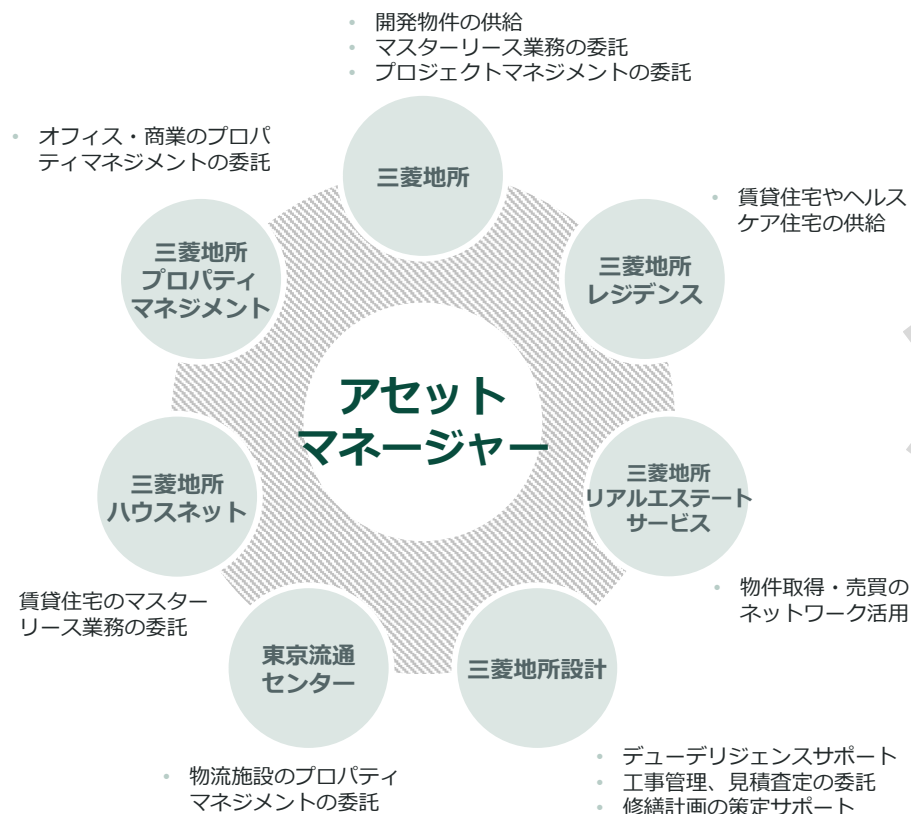 • 開発物件の供給
• マスターリース業務の委託
• プロジェクトマネジメントの委託
三菱地所
• オフィス・商業のプロパ
ティマネジメントの委託
三菱地所
プロパティ
マネジメント
• 賃貸住宅やヘルス
ケア住宅の供給
三菱地所
レジデンス
アセット
マネージャー
三菱地所
ハウスネット
賃貸住宅のマスター
リース業務の委託
三菱地所
リアルエステート
サービス
• 物件取得・売買の
ネットワーク活用
東京流通
センター
• 物流施設のプロパティ
マネジメントの委託
三菱地所設計
• デューデリジェンスサポート
• 工事管理、見積査定の委託
• 修繕計画の策定サポート